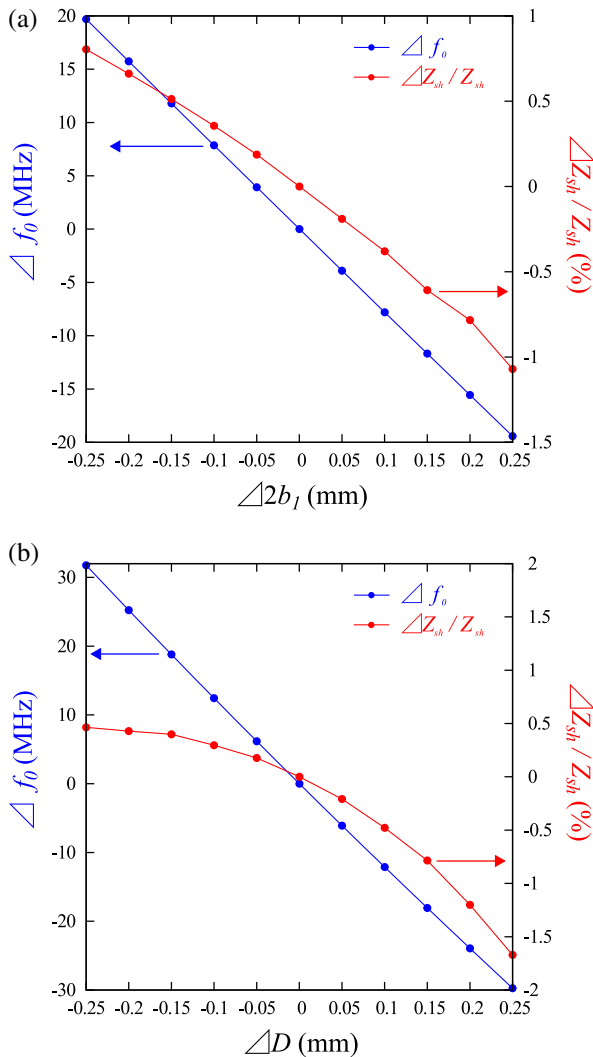 (a)
20
15
10
5
0
-5
-10
-15
-20
⊿ f₀ (MHz)
⊿ f₀
⊿Zₛₕ / Zₛₕ
1
0.5
0
-0.5
-1
-1.5
⊿Zₛₕ / Zₛₕ (%)
-0.25 -0.2 -0.15 -0.1 -0.05 0 0.05 0.1 0.15 0.2 0.25
⊿2b₁ (mm)
(b)
30
20
10
0
-10
-20
-30
⊿ f₀ (MHz)
⊿ f₀
⊿Zₛₕ / Zₛₕ
2
1.5
1
0.5
0
-0.5
-1
-1.5
-2
⊿Zₛₕ / Zₛₕ (%)
-0.25 -0.2 -0.15 -0.1 -0.05 0 0.05 0.1 0.15 0.2 0.25
⊿D (mm)